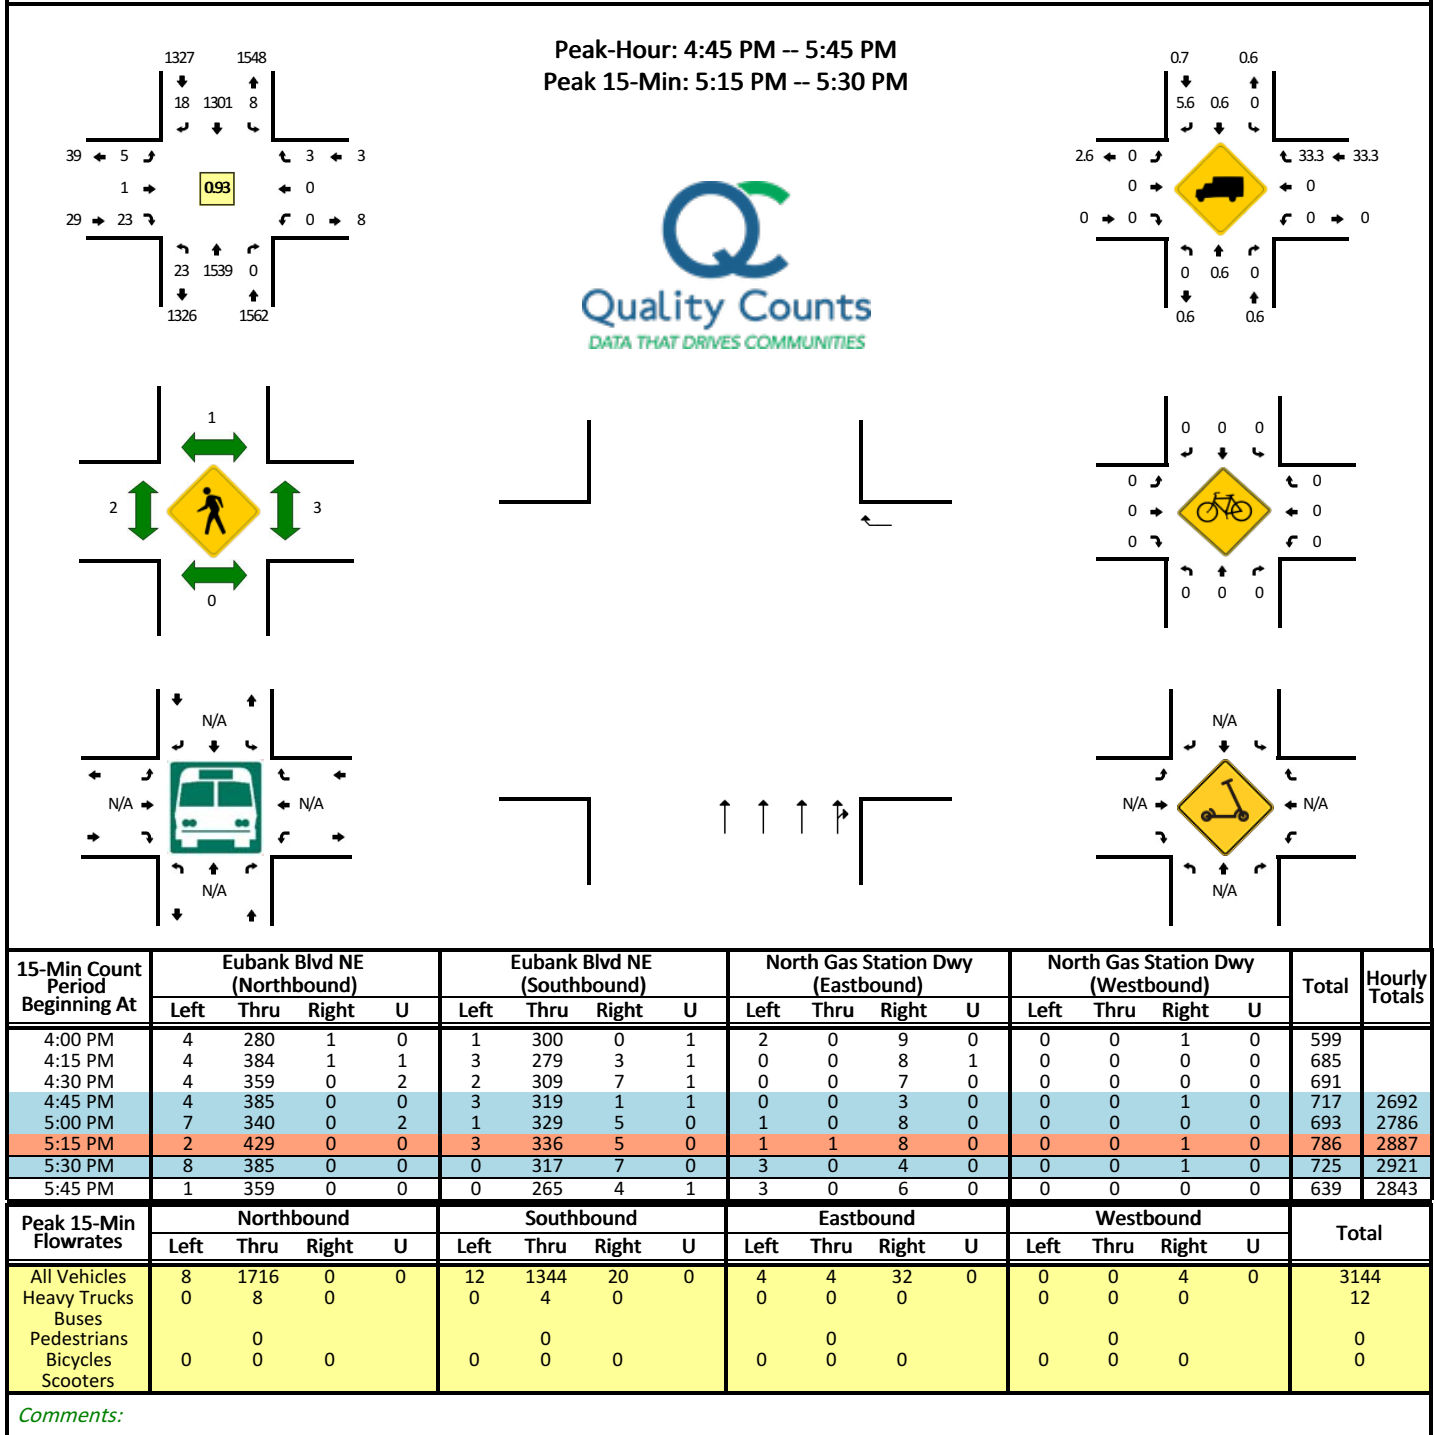 Peak-Hour: 4:45 PM -- 5:45 PM
Peak 15-Min: 5:15 PM -- 5:30 PM
1327 1548
18 1301 8
39 5 3 3
1 0.93 0
29 23 0 8
23 1539 0
1326 1562
Quality Counts
DATA THAT DRIVES COMMUNITIES
0.7 0.6
5.6 0.6 0
2.6 0 33.3 33.3
0 0
0 0 0 0
0 0.6 0
0.6 0.6
1
2 3
0
0 0 0
0 0
0 0
0 0
0 0 0
N/A
N/A N/A
N/A
N/A
N/A N/A
N/A
15-Min Count Period Beginning At Eubank Blvd NE (Northbound) Eubank Blvd NE (Southbound) North Gas Station Dwy (Eastbound) North Gas Station Dwy (Westbound) Total Hourly Totals
Left Thru Right U Left Thru Right U Left Thru Right U Left Thru Right U
4:00 PM 4 280 1 0 1 300 0 1 2 0 9 0 0 0 1 0 599
4:15 PM 4 384 1 1 3 279 3 1 0 0 8 1 0 0 0 0 685
4:30 PM 4 359 0 2 2 309 7 1 0 0 7 0 0 0 0 0 691
4:45 PM 4 385 0 0 3 319 1 1 0 0 3 0 0 0 1 0 717 2692
5:00 PM 7 340 0 2 1 329 5 0 1 0 8 0 0 0 0 0 693 2786
5:15 PM 2 429 0 0 3 336 5 0 1 1 8 0 0 0 1 0 786 2887
5:30 PM 8 385 0 0 0 317 7 0 3 0 4 0 0 0 1 0 725 2921
5:45 PM 1 359 0 0 0 265 4 1 3 0 6 0 0 0 0 0 639 2843
Peak 15-Min Flowrates Northbound Southbound Eastbound Westbound Total
Left Thru Right U Left Thru Right U Left Thru Right U Left Thru Right U
All Vehicles 8 1716 0 0 12 1344 20 0 4 4 32 0 0 0 4 0 3144
Heavy Trucks 0 8 0 0 4 0 0 0 0 0 0 0 12
Buses
Pedestrians 0 0 0 0 0
Bicycles 0 0 0 0 0 0 0 0 0 0 0 0 0
Scooters
Comments: